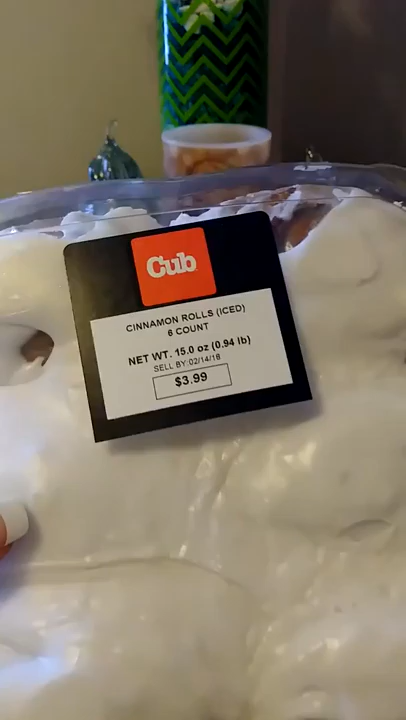 Cub
CINNAMON ROLLS (ICED)
6 COUNT
NET WT. 15.0 oz (0.94 lb)
SELL BY:02/14/18
$3.99